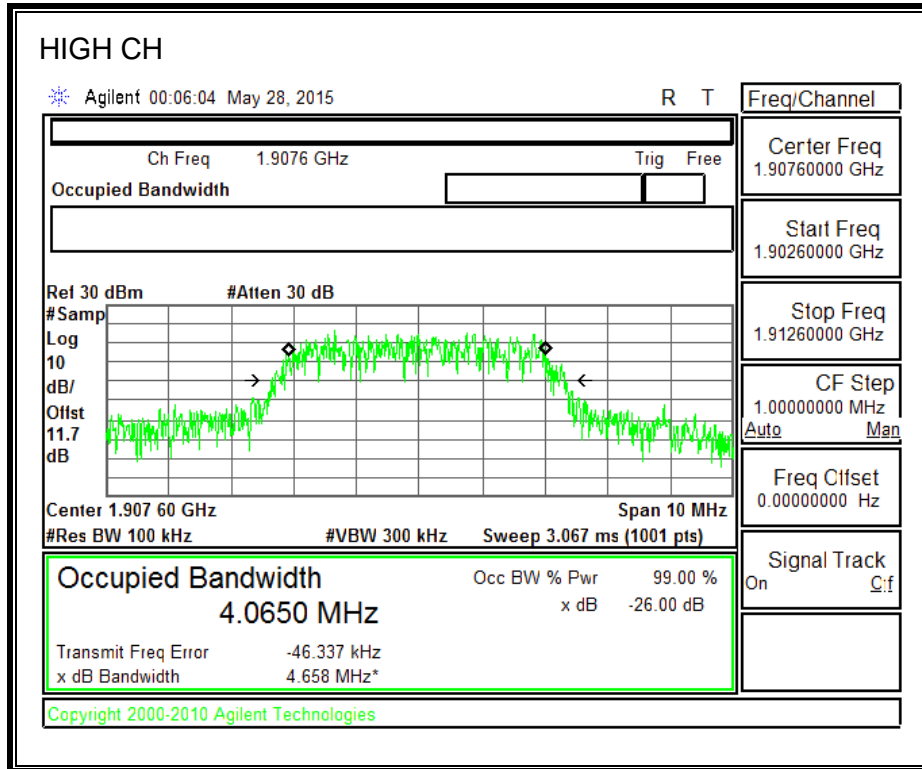 HIGH CH
Agilent 00:06:04 May 28, 2015 R T
Freq/Channel
Ch Freq 1.9076 GHz Trig Free
Occupied Bandwidth
Center Freq
1.90760000 GHz
Start Freq
1.90260000 GHz
Stop Freq
1.91260000 GHz
CF Step
1.00000000 MHz
Auto Man
Freq Offset
0.00000000 Hz
Signal Track
On Off
Ref 30 dBm #Atten 30 dB
#Samp
Log
10
dB/
Offst
11.7
dB
Center 1.907 60 GHz Span 10 MHz
#Res BW 100 kHz #VBW 300 kHz Sweep 3.067 ms (1001 pts)
Occupied Bandwidth Occ BW % Pwr 99.00 %
4.0650 MHz x dB -26.00 dB
Transmit Freq Error -46.337 kHz
x dB Bandwidth 4.658 MHz*
Copyright 2000-2010 Agilent Technologies